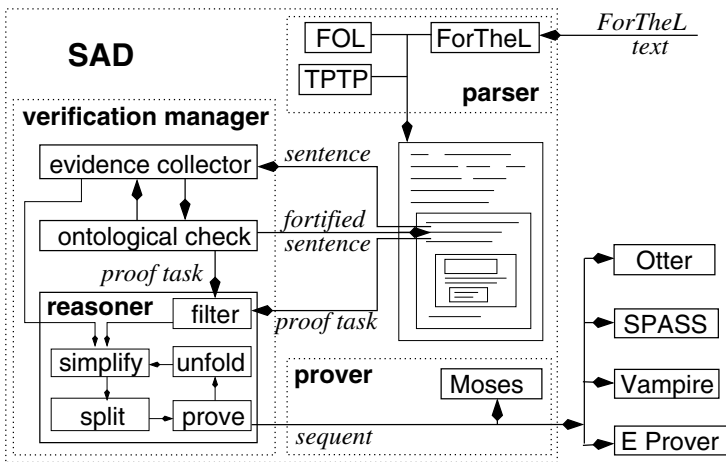 SAD
FOL
ForTheL
ForTheL
text
TPTP
parser
verification manager
evidence collector
sentence
fortified
ontological check
sentence
proof task
reasoner
filter
proof task
simplify
unfold
split
prove
prover
Moses
sequent
Otter
SPASS
Vampire
E Prover